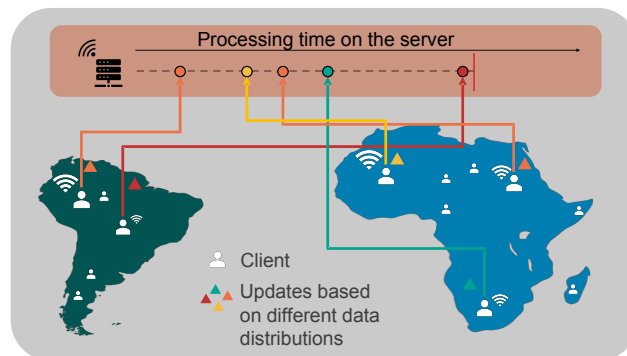 Processing time on the server
Client
Updates based
on different data
distributions